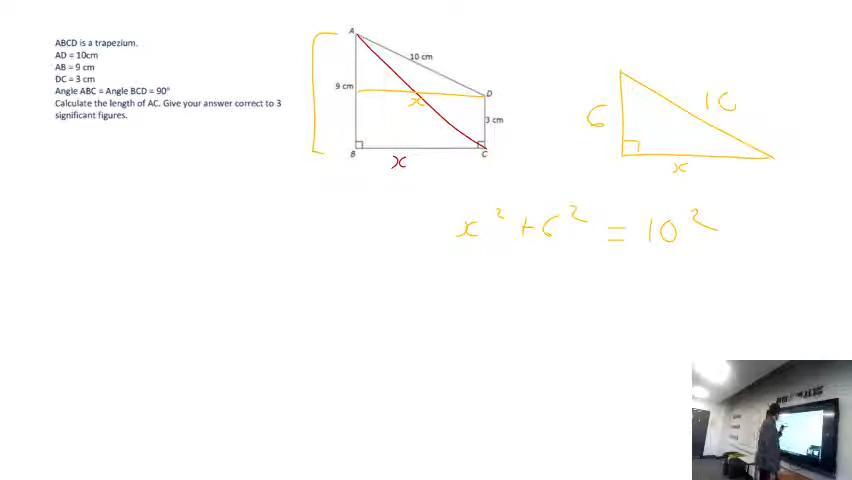 ABCD is a trapezium.
AD = 10cm
AB = 9 cm
DC = 3 cm
Angle ABC = Angle BCD = 90°
Calculate the length of AC. Give your answer correct to 3
significant figures.
A
10 cm
9 cm
D
x
3 cm
B
C
x
6
10
x
x² + 6² = 10²